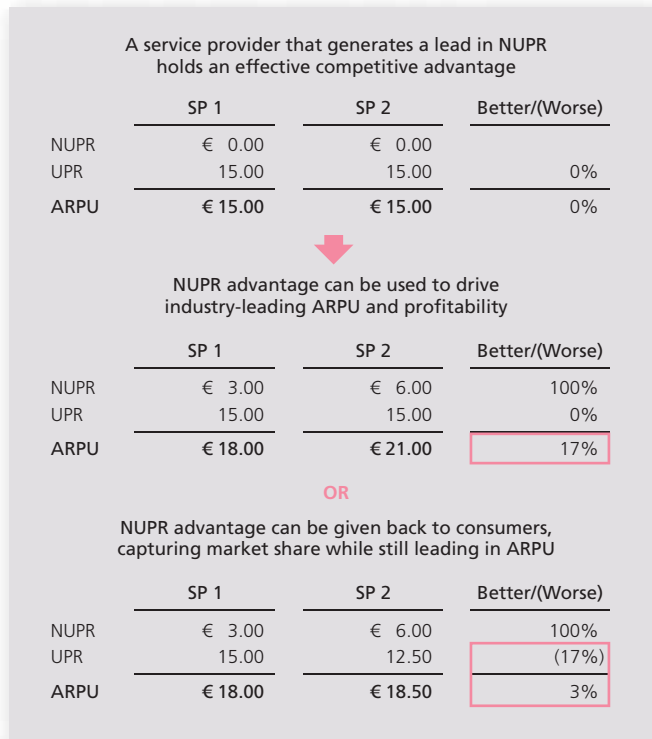 A service provider that generates a lead in NUPR
holds an effective competitive advantage
SP 1 SP 2 Better/(Worse)
NUPR € 0.00 € 0.00
UPR 15.00 15.00 0%
ARPU € 15.00 € 15.00 0%
NUPR advantage can be used to drive
industry-leading ARPU and profitability
SP 1 SP 2 Better/(Worse)
NUPR € 3.00 € 6.00 100%
UPR 15.00 15.00 0%
ARPU € 18.00 € 21.00 17%
OR
NUPR advantage can be given back to consumers,
capturing market share while still leading in ARPU
SP 1 SP 2 Better/(Worse)
NUPR € 3.00 € 6.00 100%
UPR 15.00 12.50 (17%)
ARPU € 18.00 € 18.50 3%